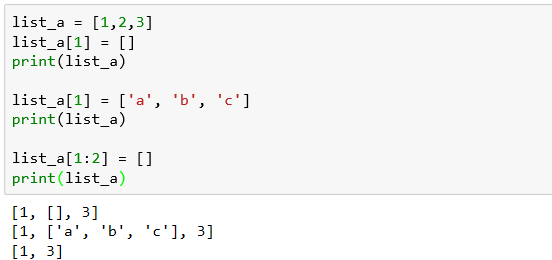 list_a = [1,2,3]
list_a[1] = []
print(list_a)
list_a[1] = ['a', 'b', 'c']
print(list_a)
list_a[1:2] = []
print(list_a)
[1, [], 3]
[1, ['a', 'b', 'c'], 3]
[1, 3]